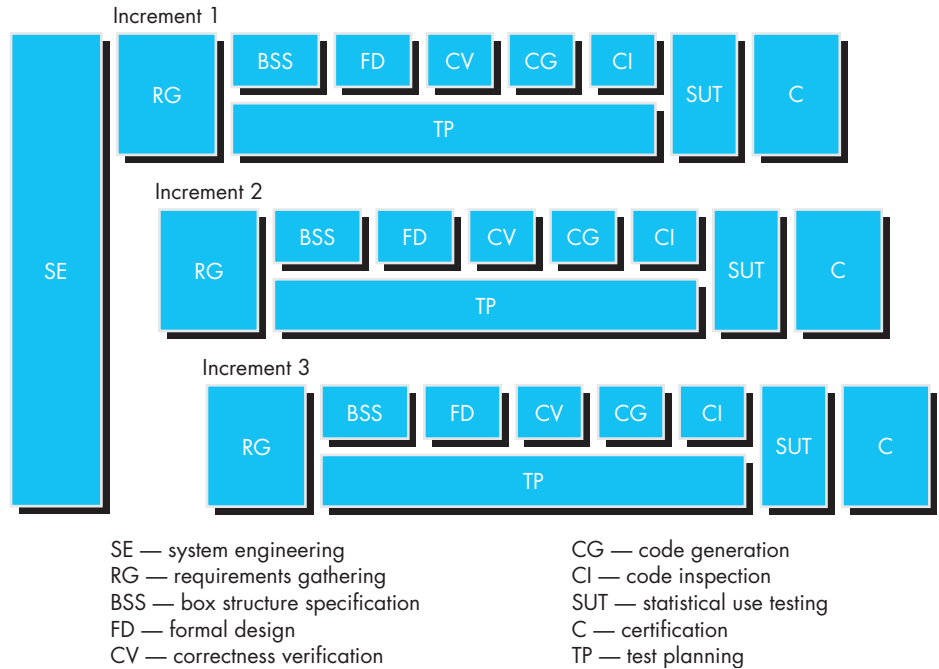 Increment 1
BSS FD CV CG CI
RG SUT C
TP
Increment 2
BSS FD CV CG CI
SE RG SUT C
TP
Increment 3
BSS FD CV CG CI
RG SUT C
TP
SE — system engineering
RG — requirements gathering
BSS — box structure specification
FD — formal design
CV — correctness verification
CG — code generation
CI — code inspection
SUT — statistical use testing
C — certification
TP — test planning